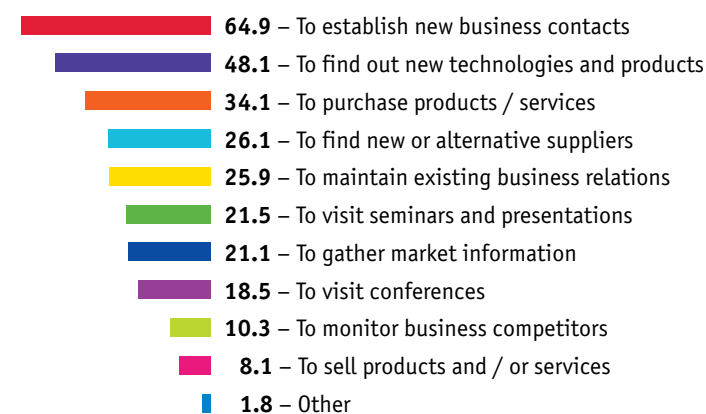 64.9 – To establish new business contacts
48.1 – To find out new technologies and products
34.1 – To purchase products / services
26.1 – To find new or alternative suppliers
25.9 – To maintain existing business relations
21.5 – To visit seminars and presentations
21.1 – To gather market information
18.5 – To visit conferences
10.3 – To monitor business competitors
8.1 – To sell products and / or services
1.8 – Other